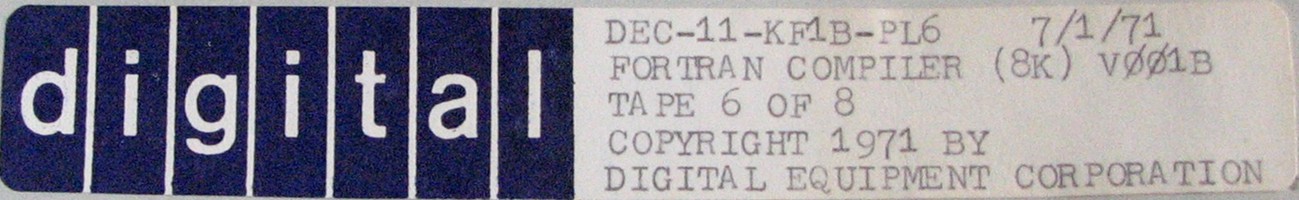 digital
DEC-11-KF1B-PL6 7/1/71
FORTRAN COMPILER (8K) VØØ1B
TAPE 6 OF 8
COPYRIGHT 1971 BY
DIGITAL EQUIPMENT CORPORATION